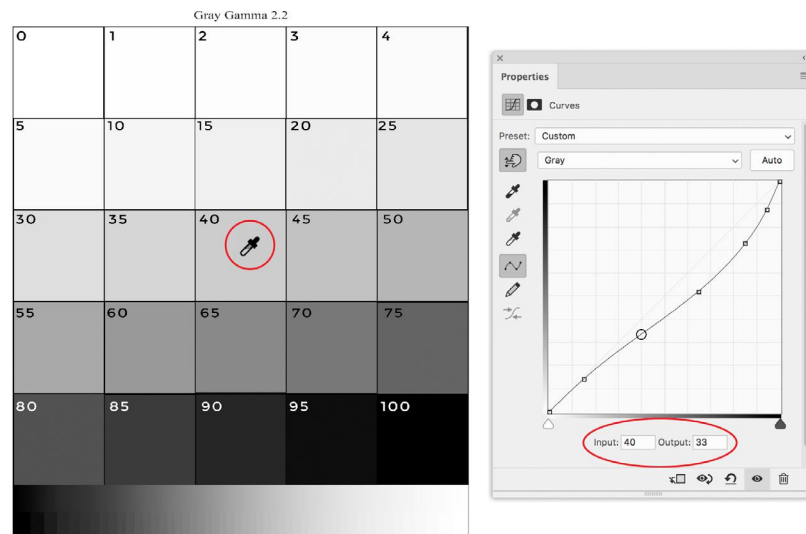 Gray Gamma 2.2
0 1 2 3 4
5 10 15 20 25
30 35 40 45 50
55 60 65 70 75
80 85 90 95 100
Properties
Curves
Preset: Custom
Gray Auto
Input: 40 Output: 33